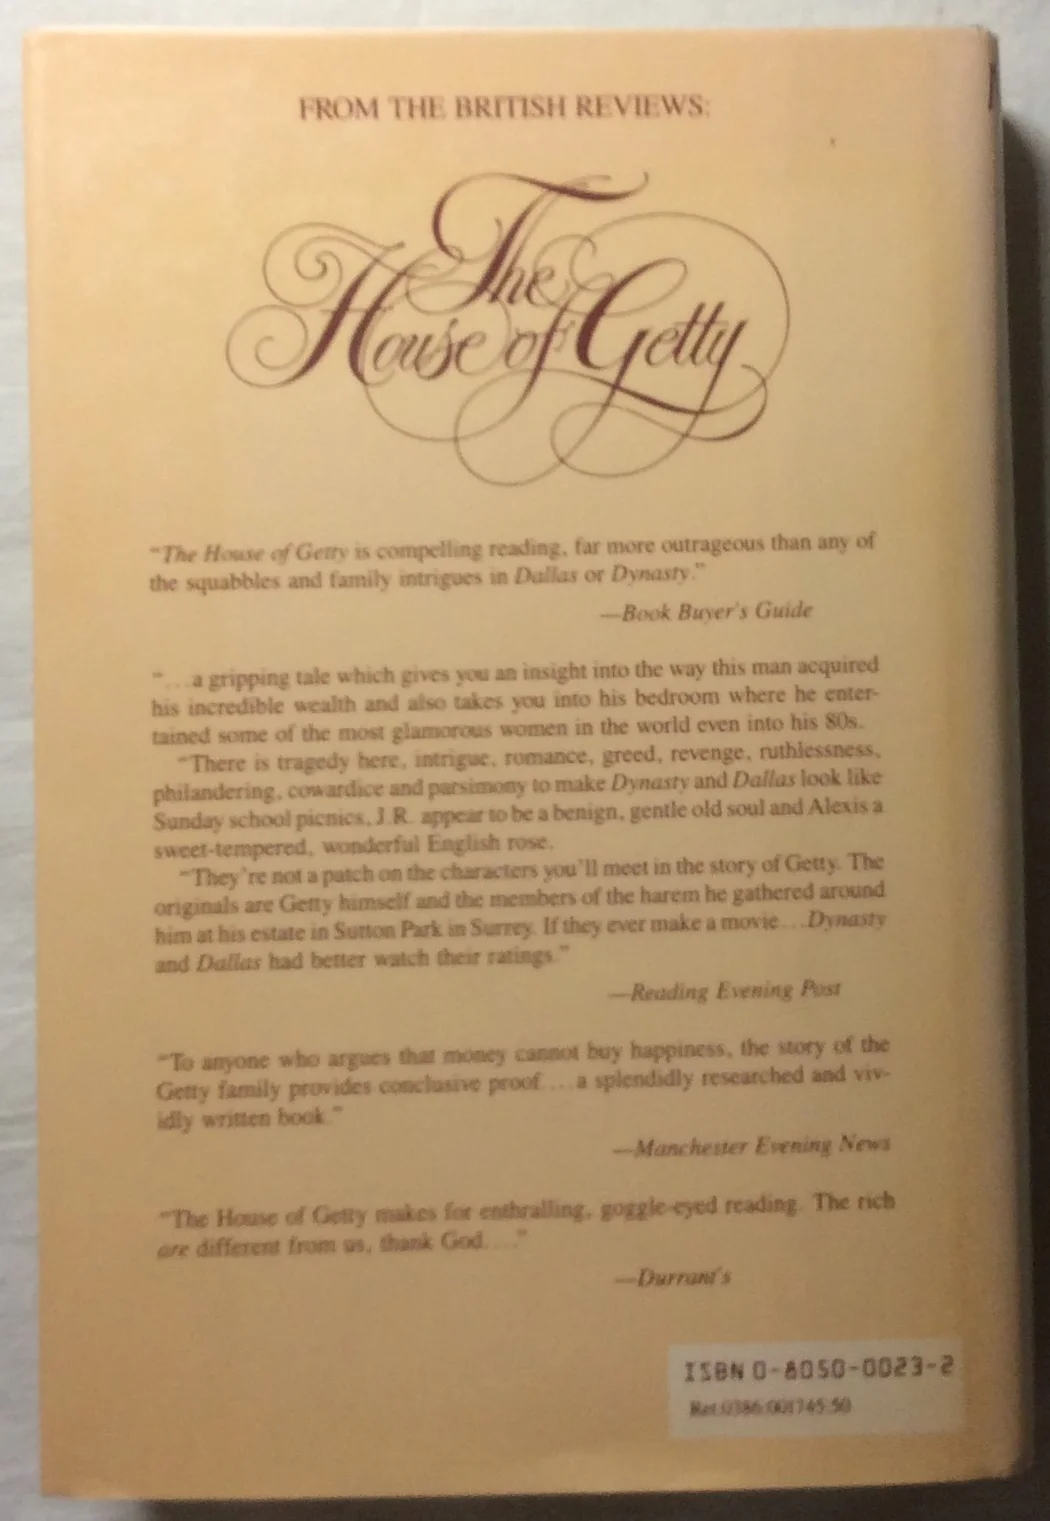 FROM THE BRITISH REVIEWS:
The
House of Getty
“The House of Getty is compelling reading, far more outrageous than any of
the squabbles and family intrigues in Dallas or Dynasty.”
—Book Buyer's Guide
“...a gripping tale which gives you an insight into the way this man acquired
his incredible wealth and also takes you into his bedroom where he enter-
tained some of the most glamorous women in the world even into his 80s.
“There is tragedy here, intrigue, romance, greed, revenge, ruthlessness,
philandering, cowardice and parsimony to make Dynasty and Dallas look like
Sunday school picnics, J.R. appear to be a benign, gentle old soul and Alexis a
sweet-tempered, wonderful English rose.
“They're not a patch on the characters you'll meet in the story of Getty. The
originals are Getty himself and the members of the harem he gathered around
him at his estate in Sutton Park in Surrey. If they ever make a movie...Dynasty
and Dallas had better watch their ratings.”
—Reading Evening Post
“To anyone who argues that money cannot buy happiness, the story of the
Getty family provides conclusive proof....a splendidly researched and viv-
idly written book.”
—Manchester Evening News
“The House of Getty makes for enthralling, goggle-eyed reading. The rich
are different from us, thank God....”
—Durrant's
ISBN 0-8050-0023-2